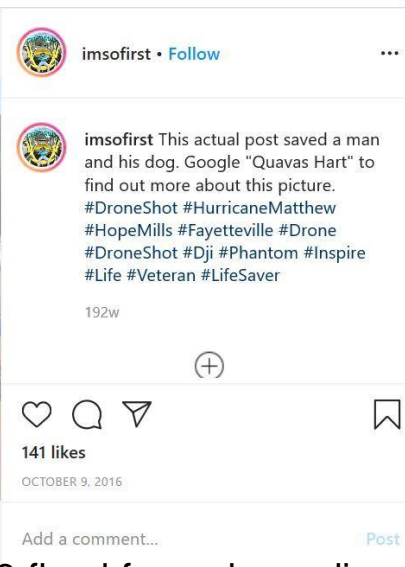 imsofirst • Follow
imsofirst This actual post saved a man
and his dog. Google "Quavas Hart" to
find out more about this picture.
#DroneShot #HurricaneMatthew
#HopeMills #Fayetteville #Drone
#DroneShot #Dji #Phantom #Inspire
#Life #Veteran #LifeSaver
192w
141 likes
OCTOBER 9, 2016
Add a comment... Post